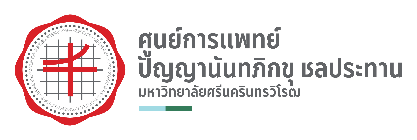 ศูนย์การแพทย์
ปัญญานันทภิกขุ ชลประทาน
มหาวิทยาลัยศรีนครินทรวิโรฒ